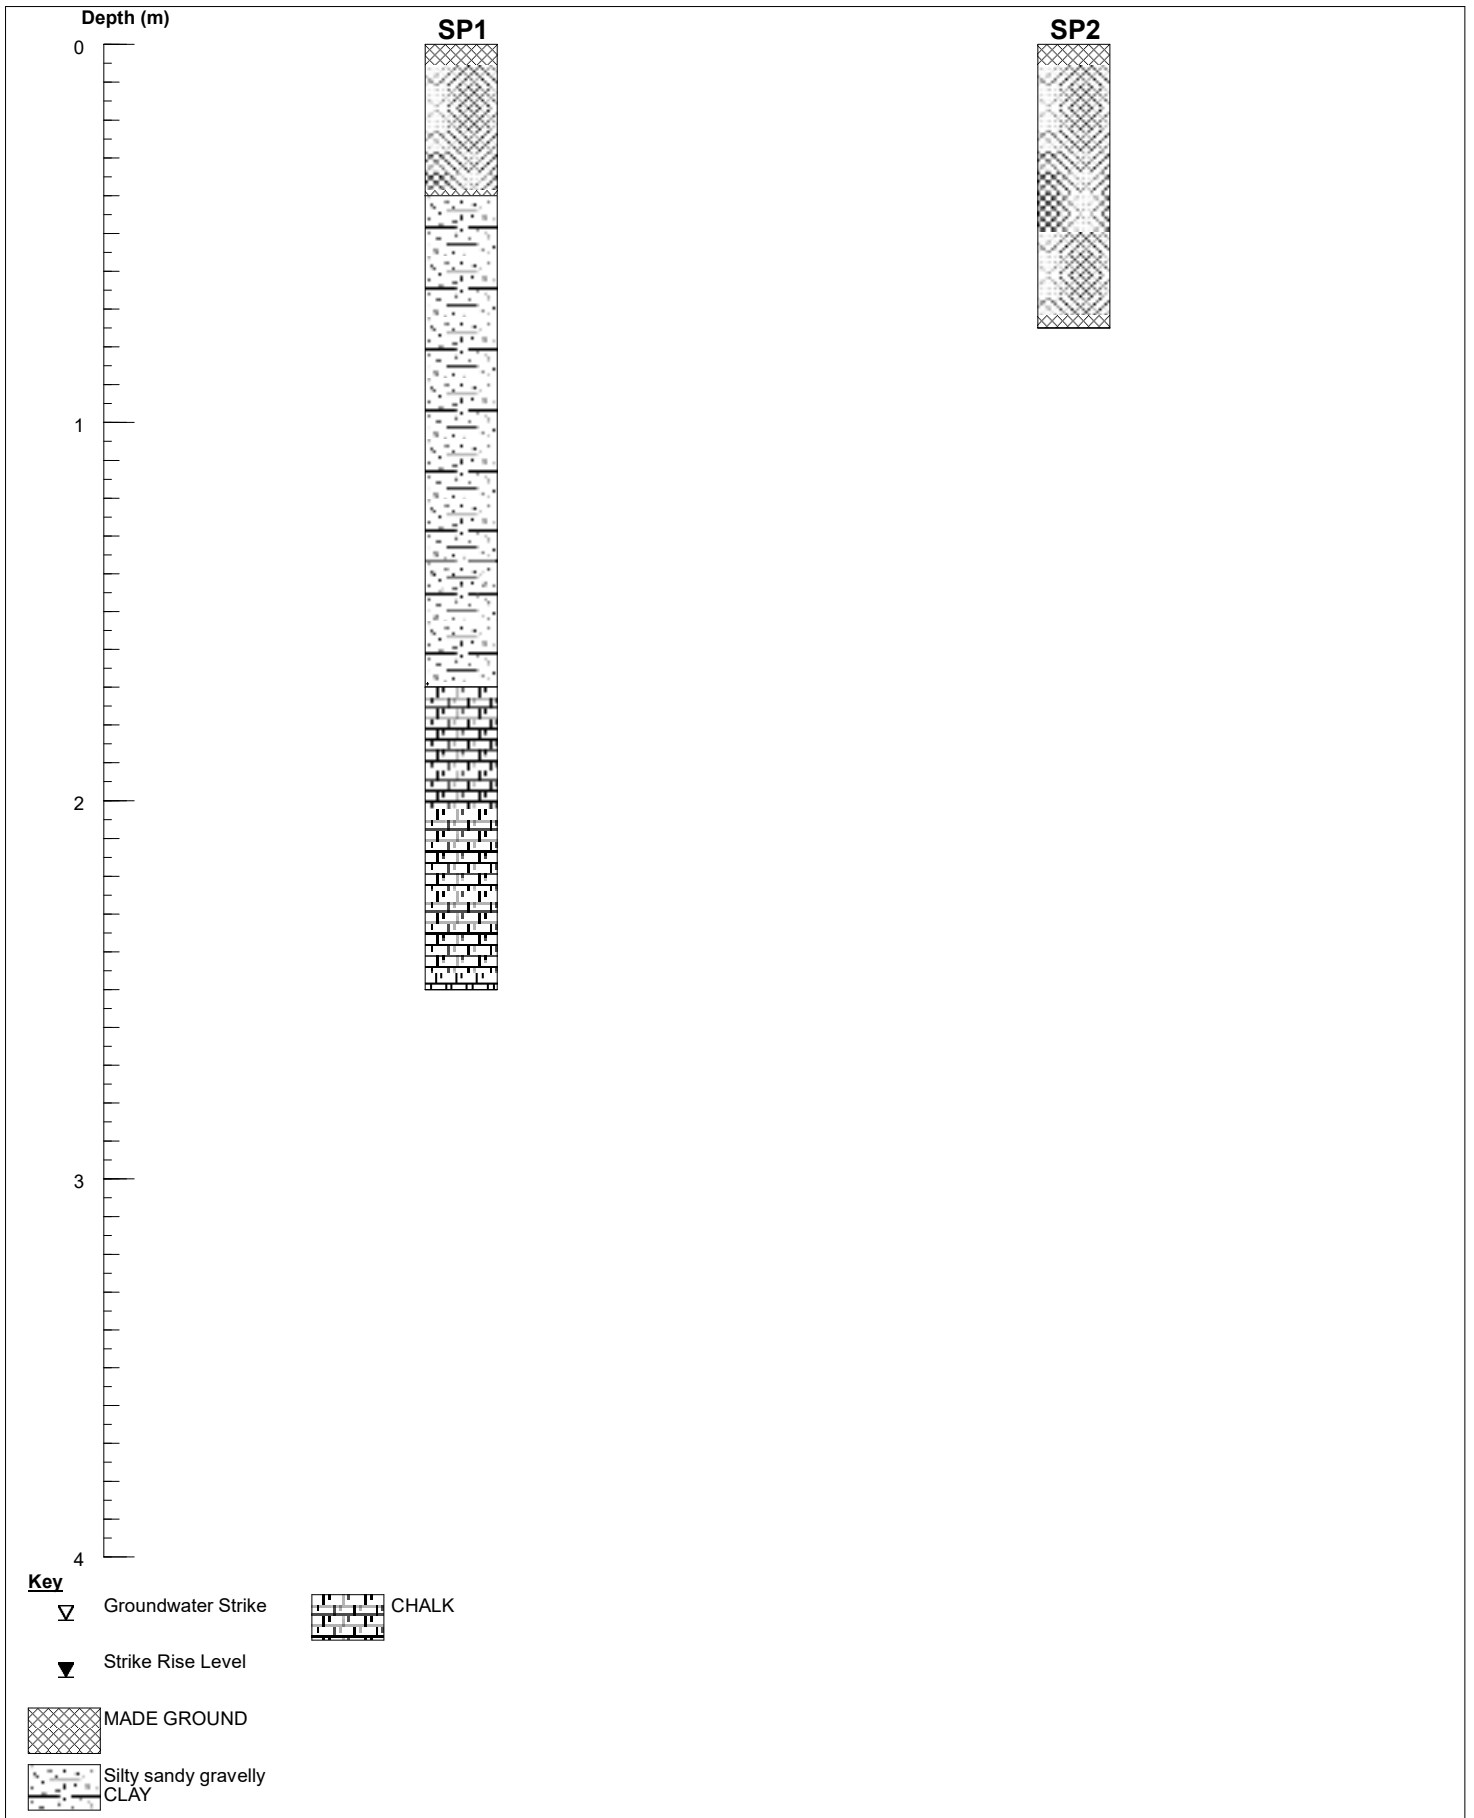 Depth (m)
SP1
SP2
0
1
2
3
4
Key
Groundwater Strike
CHALK
Strike Rise Level
MADE GROUND
Silty sandy gravelly
CLAY